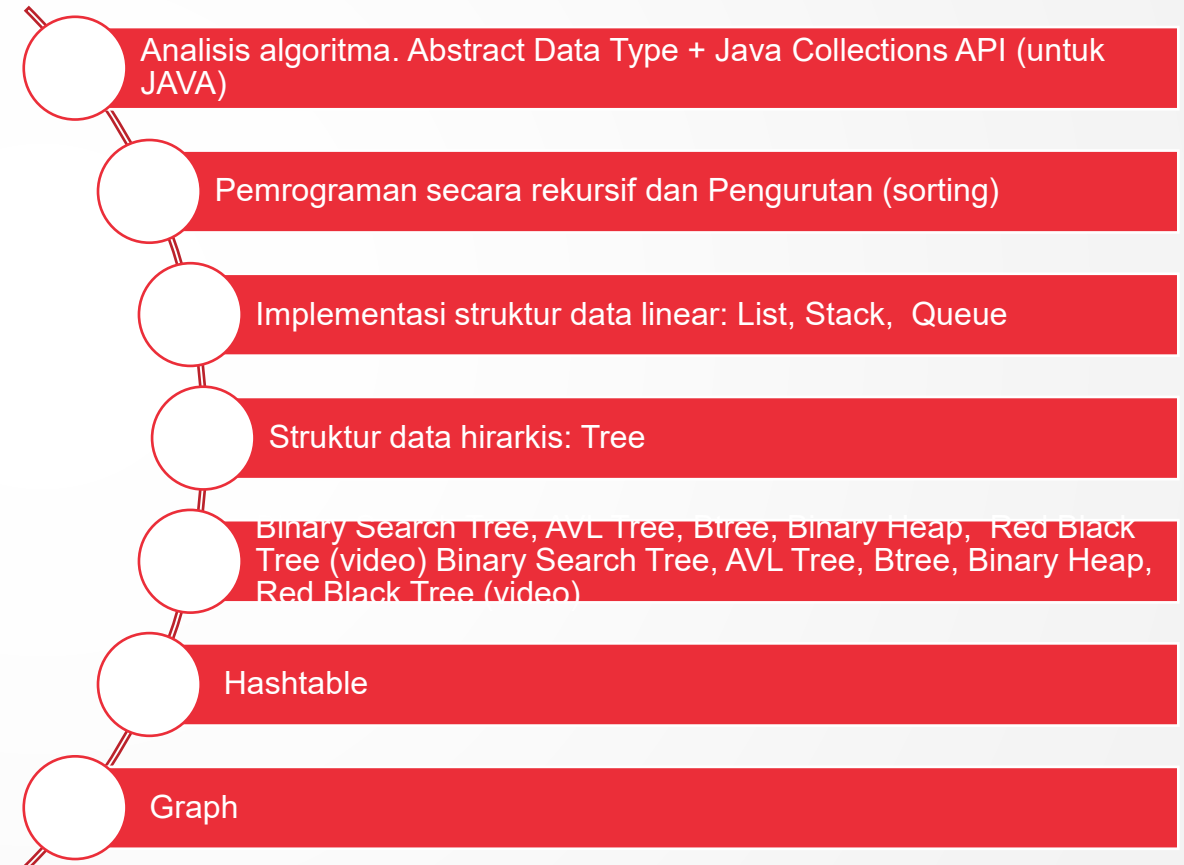 Analisis algoritma. Abstract Data Type + Java Collections API (untuk
JAVA)
Pemrograman secara rekursif dan Pengurutan (sorting)
Implementasi struktur data linear: List, Stack, Queue
Struktur data hirarkis: Tree
Binary Search Tree, AVL Tree, Btree, Binary Heap, Red Black
Tree (video) Binary Search Tree, AVL Tree, Btree, Binary Heap,
Red Black Tree (video)
Hashtable
Graph